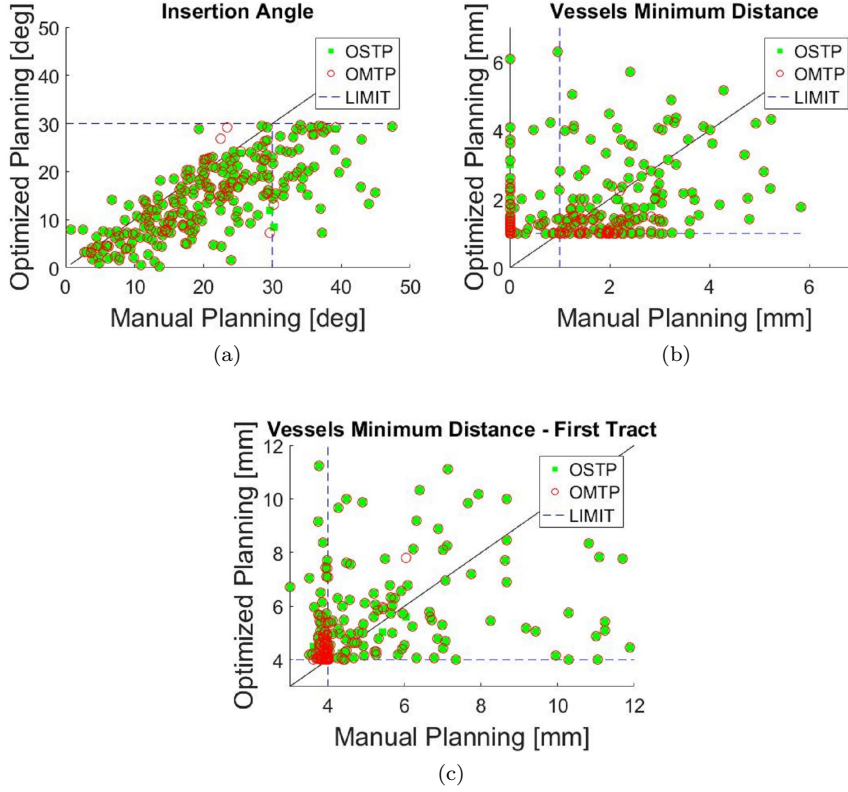 Insertion Angle
Optimized Planning [deg]
50
40
30
20
10
0
OSTP
OMTP
LIMIT
0 10 20 30 40 50
Manual Planning [deg]
(a)
Vessels Minimum Distance
Optimized Planning [mm]
6
4
2
0
OSTP
OMTP
LIMIT
0 2 4 6
Manual Planning [mm]
(b)
Vessels Minimum Distance - First Tract
Optimized Planning [mm]
12
10
8
6
4
OSTP
OMTP
LIMIT
4 6 8 10 12
Manual Planning [mm]
(c)